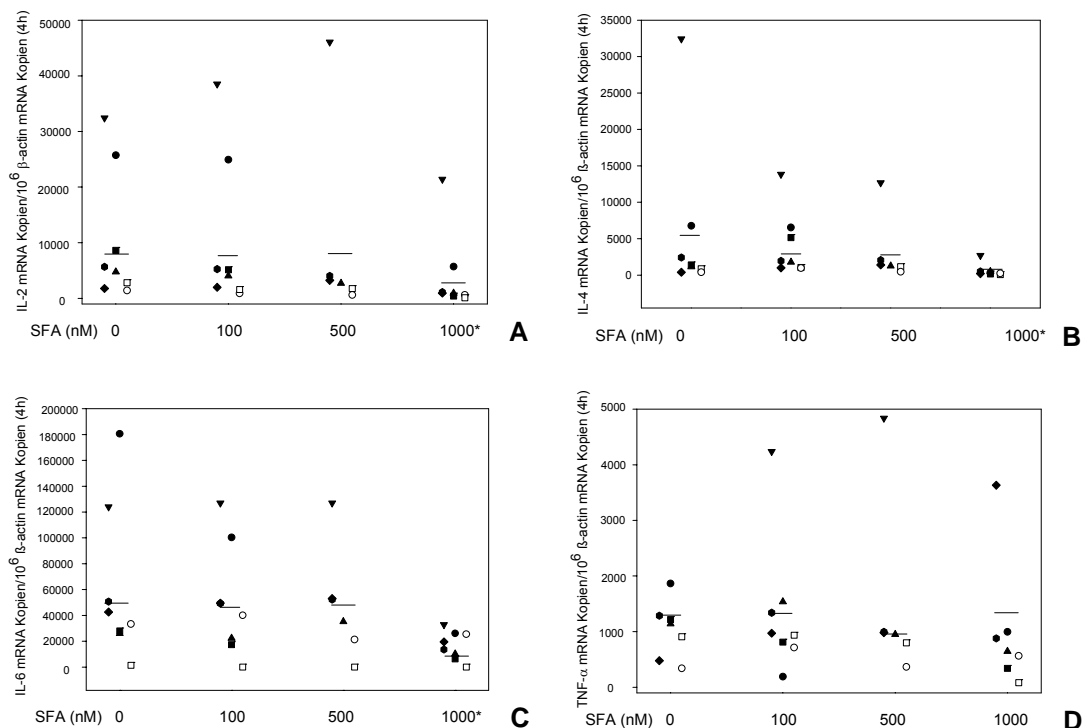 IL-2 mRNA Kopien/10⁶ β-actin mRNA Kopien (4h)
50000
40000
30000
20000
10000
0
SFA (nM) 0 100 500 1000*
A
IL-4 mRNA Kopien/10⁶ ß-actin mRNA Kopien (4h)
35000
30000
25000
20000
15000
10000
5000
0
SFA (nM) 0 100 500 1000*
B
IL-6 mRNA Kopien/10⁶ ß-actin mRNA Kopien (4h)
200000
180000
160000
140000
120000
100000
80000
60000
40000
20000
0
SFA (nM) 0 100 500 1000*
C
TNF-α mRNA Kopien/10⁶ ß-actin mRNA Kopien (4h)
5000
4000
3000
2000
1000
0
SFA (nM) 0 100 500 1000
D